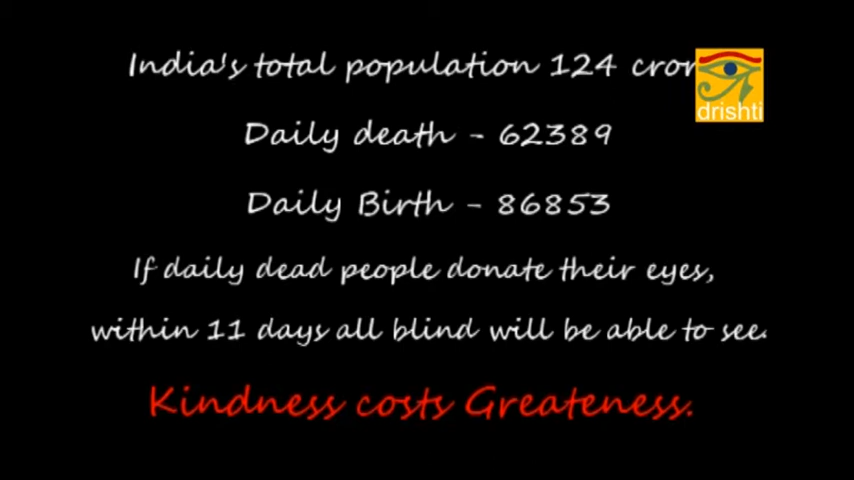 India's total population 124 cror
drishti
Daily death - 62389
Daily Birth - 86853
If daily dead people donate their eyes,
within 11 days all blind will be able to see.
Kindness costs Greateness.